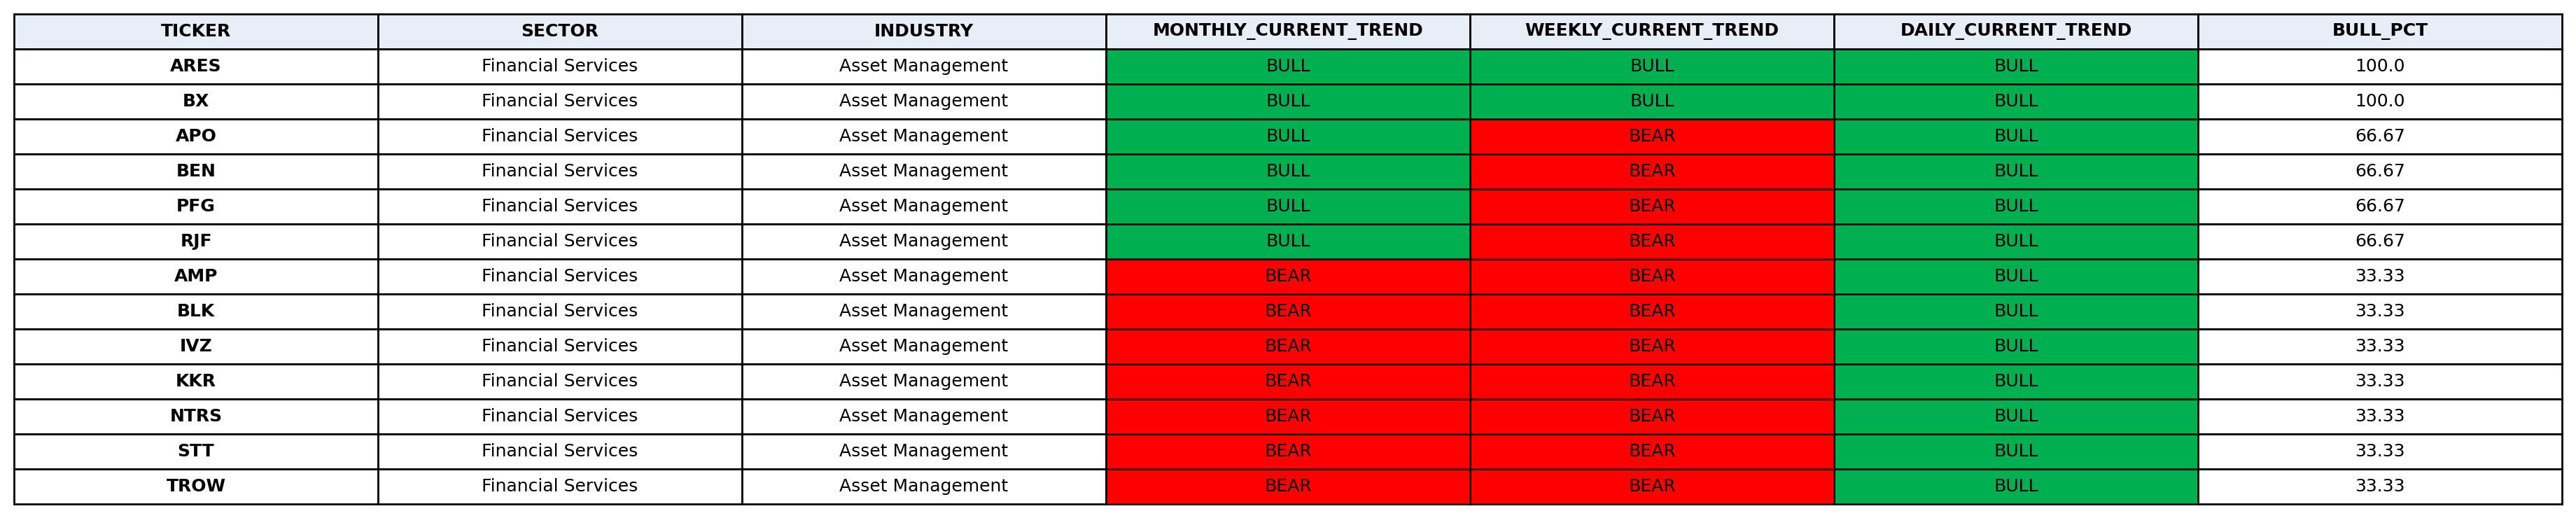 TICKER SECTOR INDUSTRY MONTHLY_CURRENT_TREND WEEKLY_CURRENT_TREND DAILY_CURRENT_TREND BULL_PCT
ARES Financial Services Asset Management BULL BULL BULL 100.0
BX Financial Services Asset Management BULL BULL BULL 100.0
APO Financial Services Asset Management BULL BEAR BULL 66.67
BEN Financial Services Asset Management BULL BEAR BULL 66.67
PFG Financial Services Asset Management BULL BEAR BULL 66.67
RJF Financial Services Asset Management BULL BEAR BULL 66.67
AMP Financial Services Asset Management BEAR BEAR BULL 33.33
BLK Financial Services Asset Management BEAR BEAR BULL 33.33
IVZ Financial Services Asset Management BEAR BEAR BULL 33.33
KKR Financial Services Asset Management BEAR BEAR BULL 33.33
NTRS Financial Services Asset Management BEAR BEAR BULL 33.33
STT Financial Services Asset Management BEAR BEAR BULL 33.33
TROW Financial Services Asset Management BEAR BEAR BULL 33.33